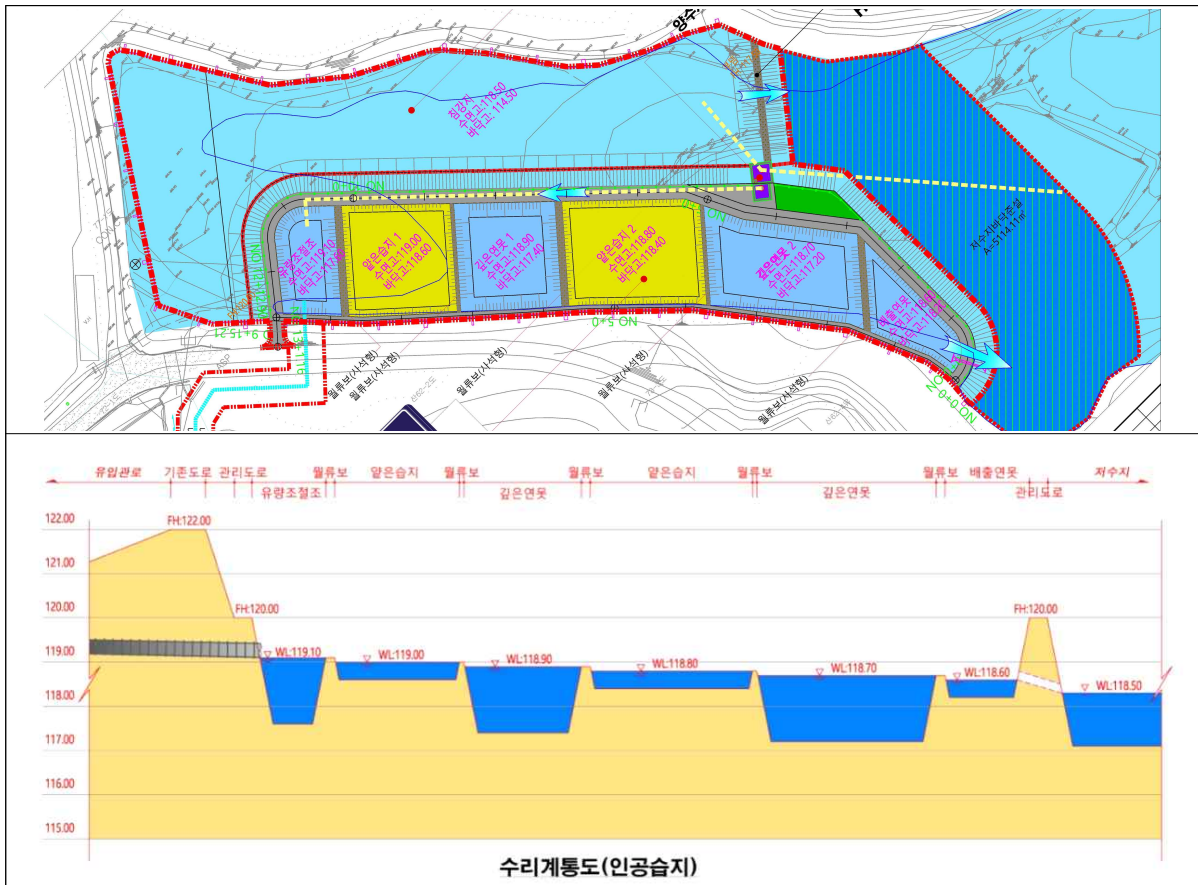 양수
침강지
수면고:118.50
바닥고: 114.50
저수지바닥준설
A=5114.11㎡
유량조절조
수면고:119.10
얕은습지 1
수면고:119.00
바닥고:118.60
깊은연못 1
수면고:118.90
바닥고:117.40
얕은습지 2
수면고:118.80
바닥고:118.40
깊은연못 2
수면고:118.70
바닥고:117.20
배출연못
NO 5+0
NO 0+0
ASP
월류보(사석형)
월류보(사석형)
월류보(사석형)
월류보(사석형)
월류보(사석형)
유입관로 기존도로 관리도로 월류보 얕은습지 월류보 월류보 얕은습지 월류보 월류보 배출연못 저수지
유량조절조 깊은연못 깊은연못 관리도로
122.00
FH:122.00
121.00
120.00
FH:120.00
FH:120.00
119.00
WL:119.10
WL:119.00
WL:118.90
WL:118.80
WL:118.70
WL:118.60
WL:118.50
118.00
117.00
116.00
115.00
수리계통도(인공습지)